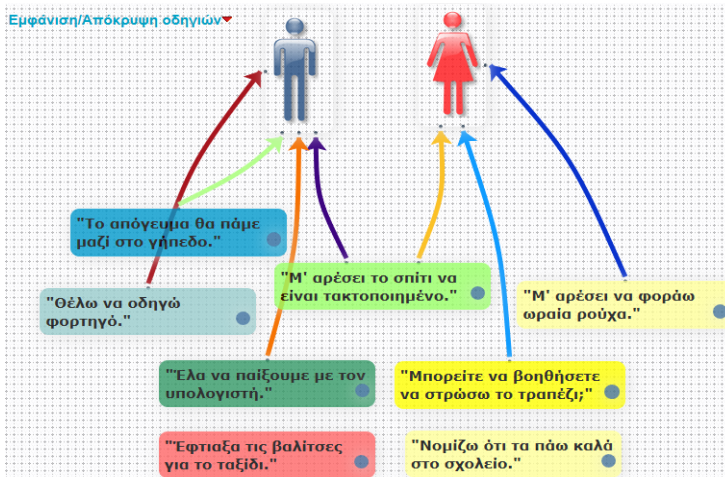 Εμφάνιση/Απόκρυψη οδηγιών
"Το απόγευμα θα πάμε
μαζί στο γήπεδο."
"Μ' αρέσει το σπίτι να
είναι τακτοποιημένο."
"Θέλω να οδηγώ
φορτηγό."
"Μ' αρέσει να φοράω
ωραία ρούχα."
"Έλα να παίξουμε με τον
υπολογιστή."
"Μπορείτε να βοηθήσετε
να στρώσω το τραπέζι;"
"Έφτιαξα τις βαλίτσες
για το ταξίδι."
"Νομίζω ότι τα πάω καλά
στο σχολείο."